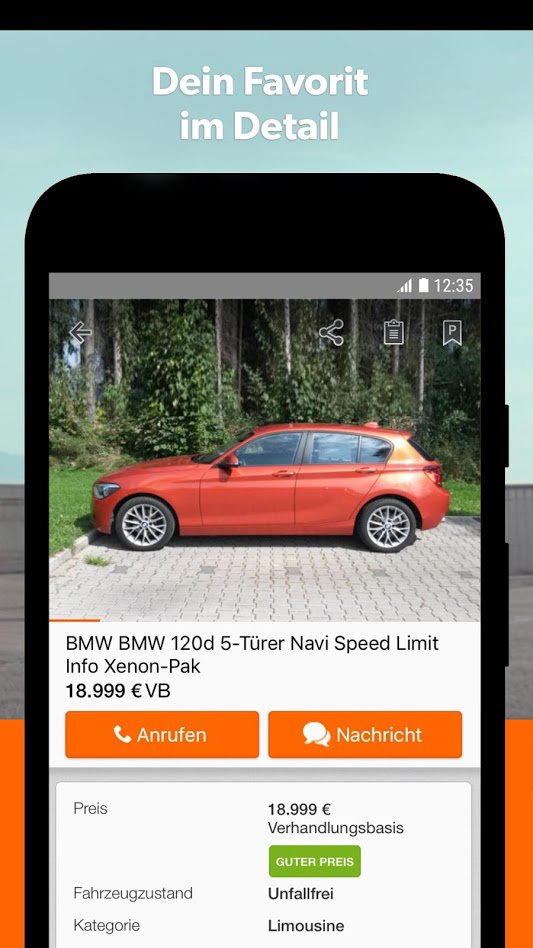 Dein Favorit
im Detail
12:35
P
BMW BMW 120d 5-Türer Navi Speed Limit
Info Xenon-Pak
18.999 € VB
Anrufen
Nachricht
Preis
18.999 €
Verhandlungsbasis
GUTER PREIS
Fahrzeugzustand
Unfallfrei
Kategorie
Limousine